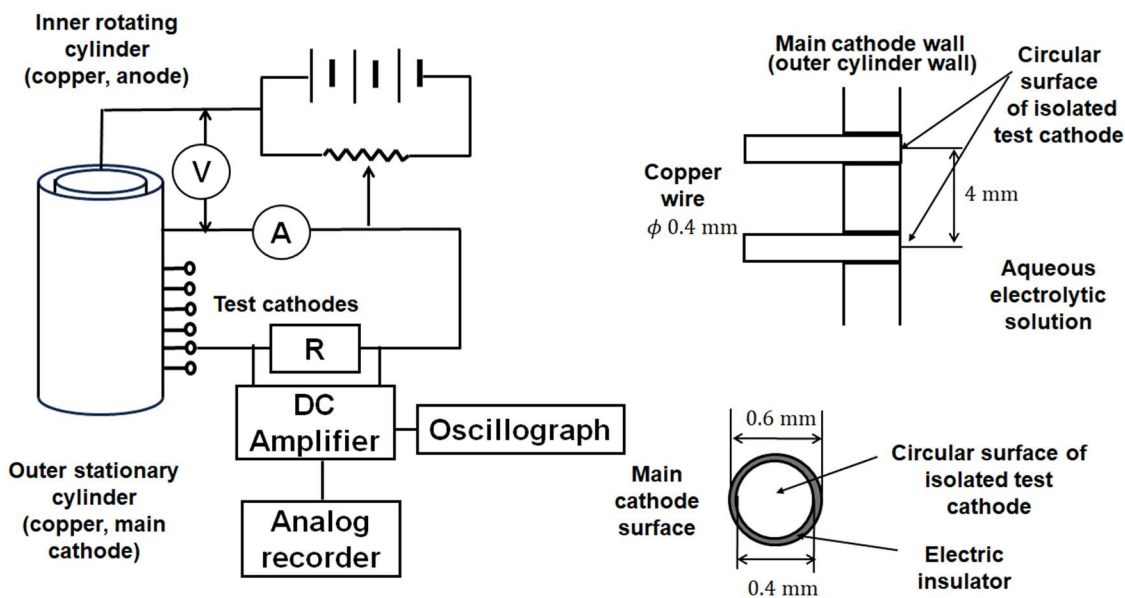 Inner rotating
cylinder
(copper, anode)
V
A
Test cathodes
R
DC
Amplifier
Oscillograph
Analog
recorder
Outer stationary
cylinder
(copper, main
cathode)
Main cathode wall
(outer cylinder wall)
Circular
surface
of isolated
test cathode
Copper
wire
ϕ 0.4 mm
4 mm
Aqueous
electrolytic
solution
0.6 mm
Main
cathode
surface
Circular surface of
isolated test
cathode
Electric
insulator
0.4 mm